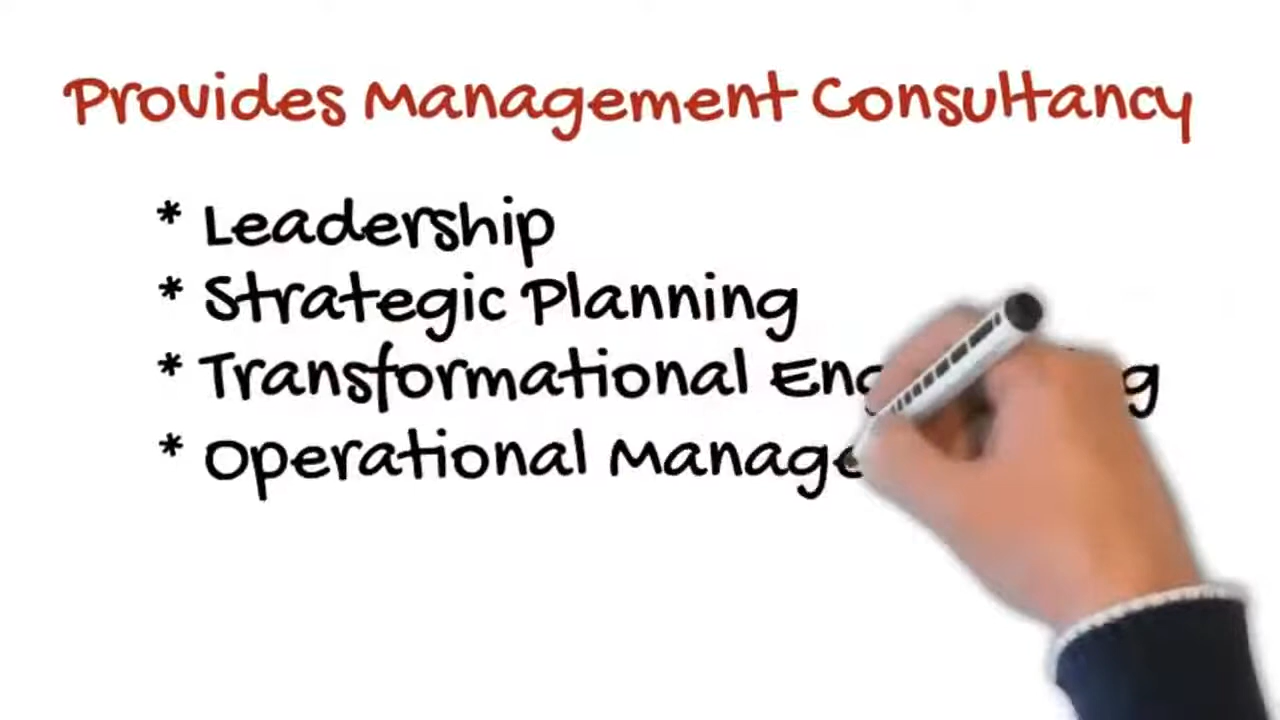 Provides Management Consultancy
* Leadership
* Strategic Planning
* Transformational
* Operational